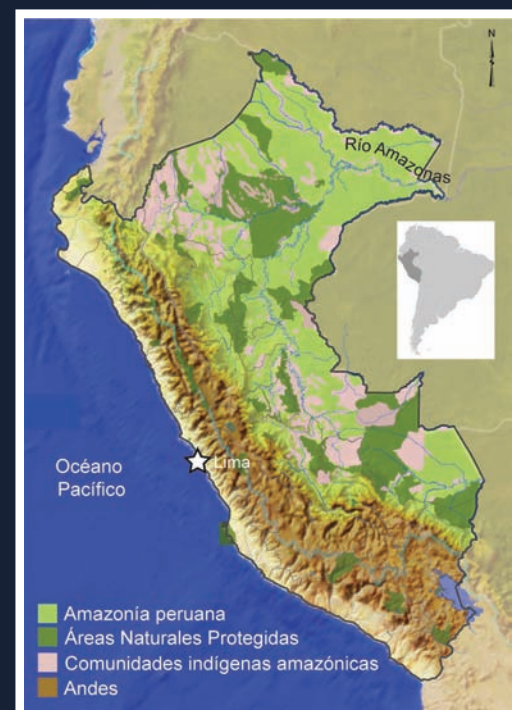 N
Río Amazonas
Lima
Océano
Pacífico
Amazonía peruana
Áreas Naturales Protegidas
Comunidades indígenas amazónicas
Andes